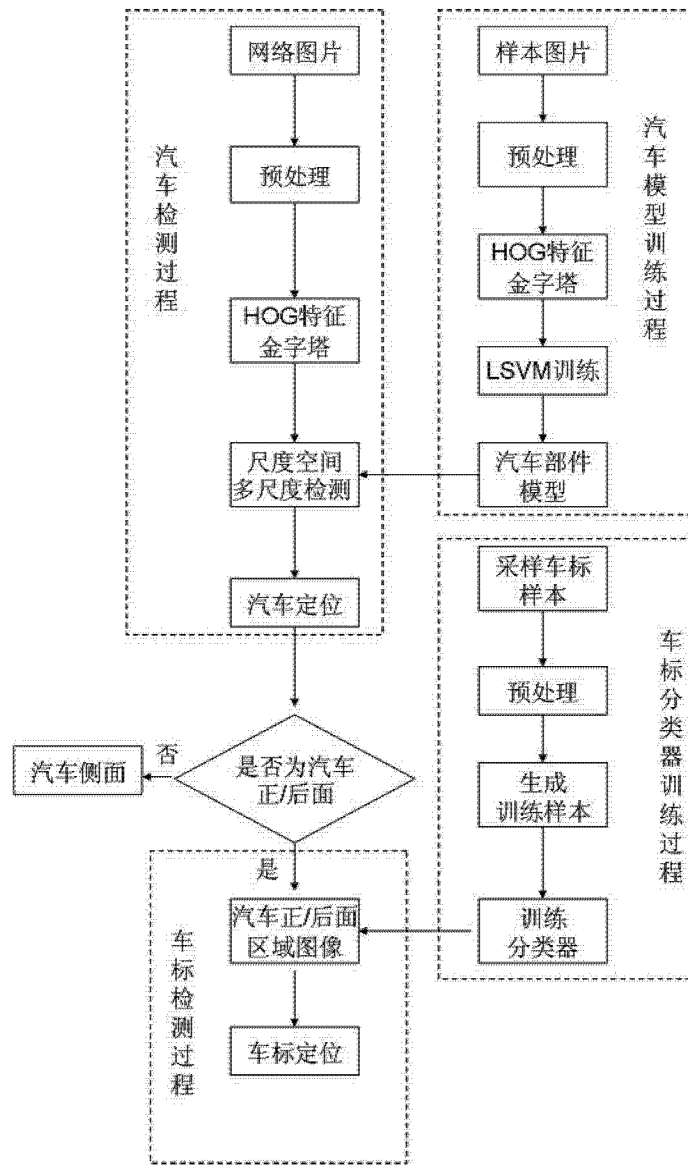 汽车检测过程
网络图片
预处理
HOG特征
金字塔
尺度空间
多尺度检测
汽车定位
汽车模型训练过程
样本图片
预处理
HOG特征
金字塔
LSVM训练
汽车部件
模型
车标分类器训练过程
采样车标
样本
预处理
生成
训练样本
训练
分类器
是否为汽车
正/后面
否
汽车侧面
是
车标检测过程
汽车正/后面
区域图像
车标定位